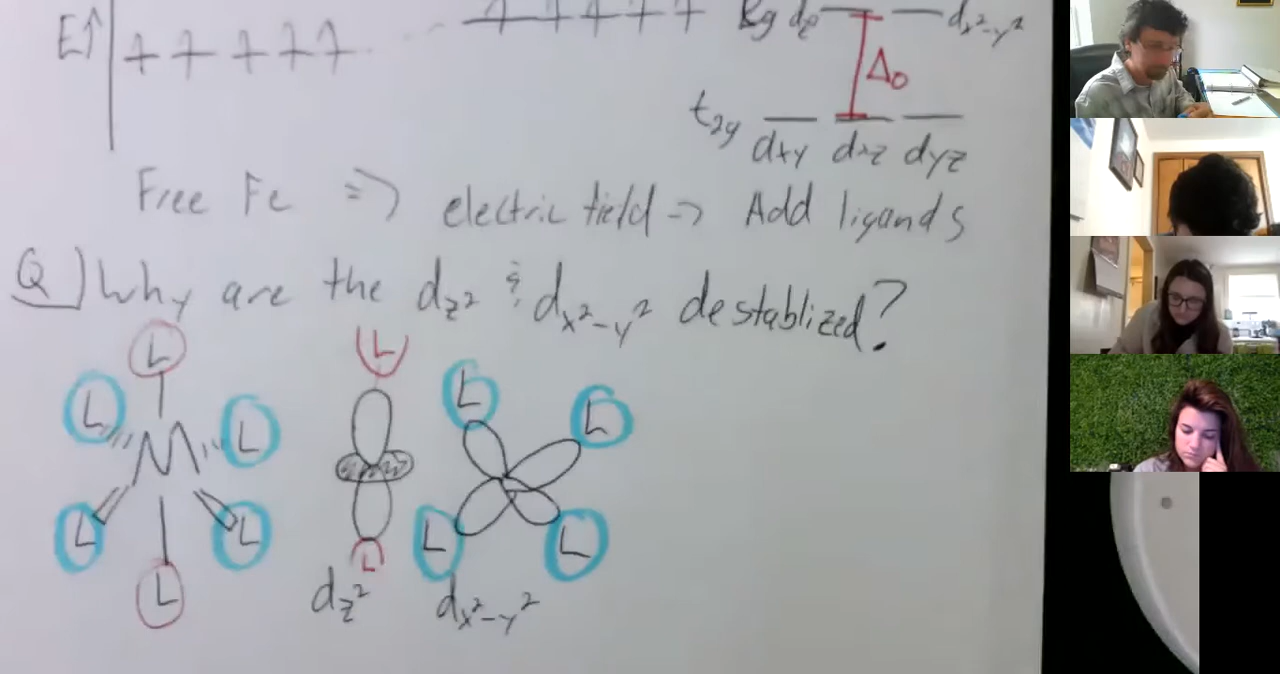 E↑
Eg dz² dx²-y²
Δo
t2g
dxy dxz dyz
Free Fe => electric field -> Add ligands
Q) Why are the dz² & dx²-y² destablized?
L L
L L L L L
M
L L L L L
L
dz² dx²-y²